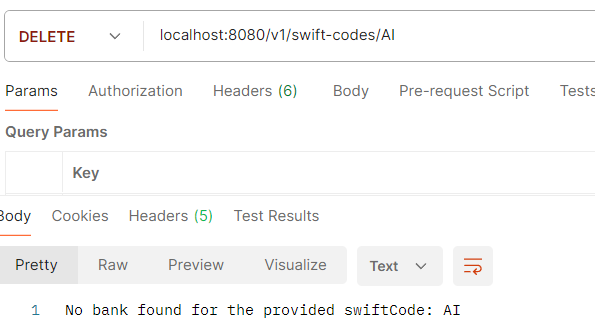 DELETE localhost:8080/v1/swift-codes/AI
Params Authorization Headers (6) Body Pre-request Script Tests
Query Params
Key
Body Cookies Headers (5) Test Results
Pretty Raw Preview Visualize Text
1 No bank found for the provided swiftCode: AI